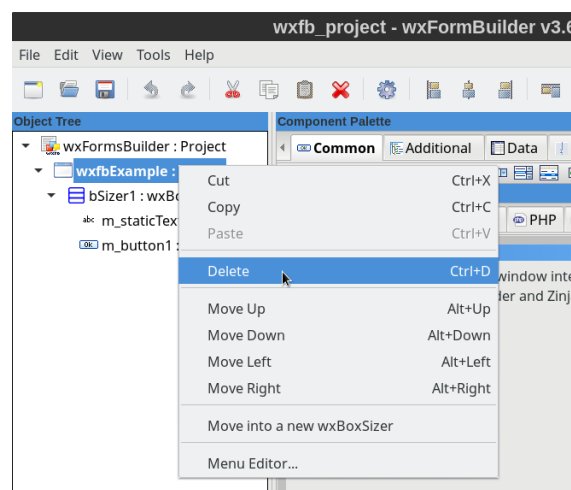 wxfb_project - wxFormBuilder v3.6
File Edit View Tools Help
Object Tree
Component Palette
wxFormsBuilder : Project
Common Additional Data
wxfbExample :
bSizer1 : wxBo
m_staticTex
m_button1 :
PHP
window inte
der and Zinj
Cut Ctrl+X
Copy Ctrl+C
Paste Ctrl+V
Delete Ctrl+D
Move Up Alt+Up
Move Down Alt+Down
Move Left Alt+Left
Move Right Alt+Right
Move into a new wxBoxSizer
Menu Editor...